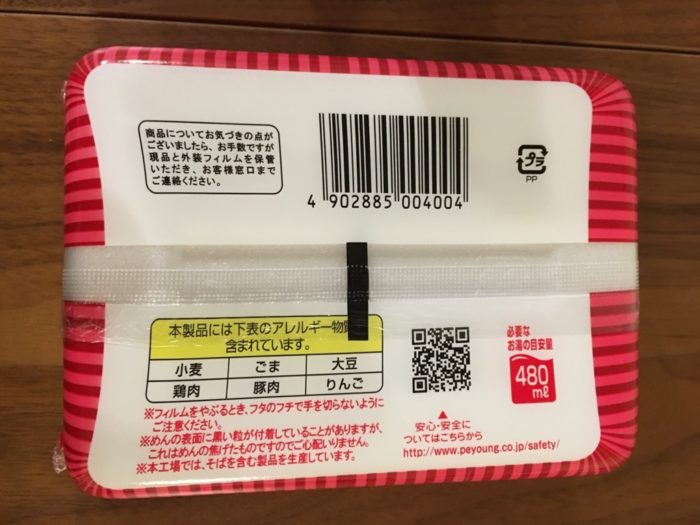 商品についてお気づきの点が
ございましたら、お手数ですが
現品と外装フィルムを保管
いただき、お客様窓口まで
ご連絡ください。
4 902885 004004
プラ
PP
本製品には下表のアレルギー物質
含まれています。
小麦 ごま 大豆
鶏肉 豚肉 りんご
※フィルムをやぶるとき、フタのフチで手を切らないように
ご注意ください。
※めんの表面に黒い粒が付着していることがありますが、
これはめんの焦げたものですのでご心配いりません。
※本工場では、そばを含む製品を生産しています。
必要な
お湯の目安量
480
mℓ
▲
安心・安全に
ついてはこちらから
http://www.peyoung.co.jp/safety/